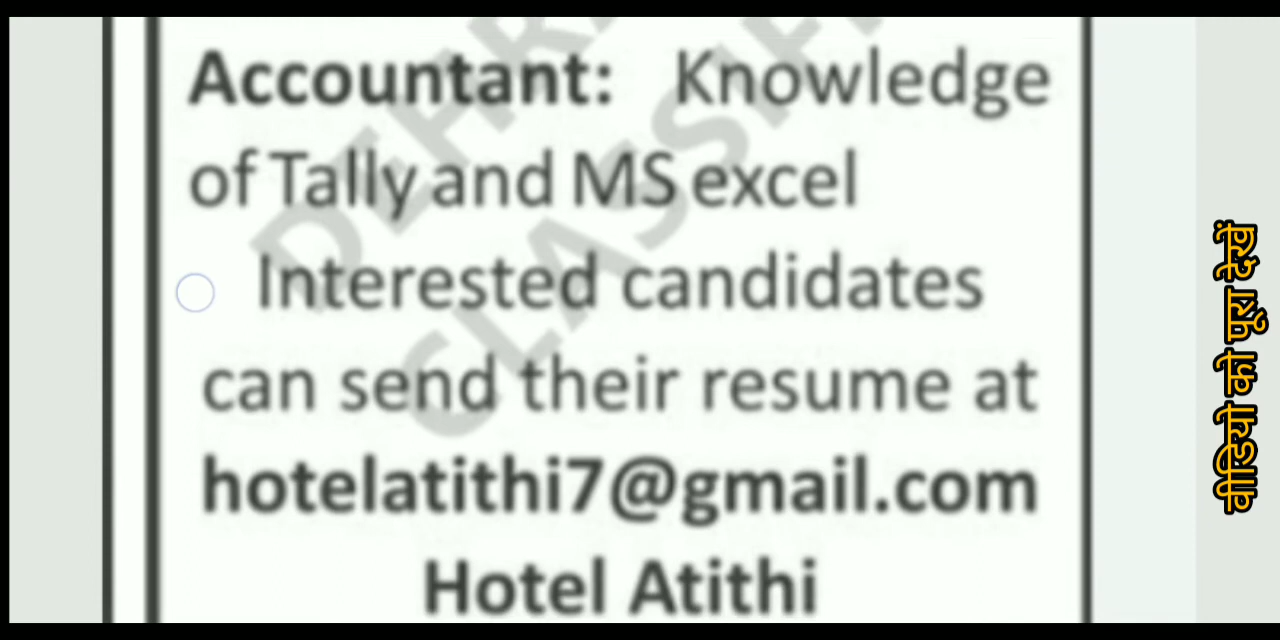 Accountant: Knowledge
of Tally and MS excel
Interested candidates
can send their resume at
hotelatithi7@gmail.com
Hotel Atithi
वीडियो को पूरा देखें
CLASSIF